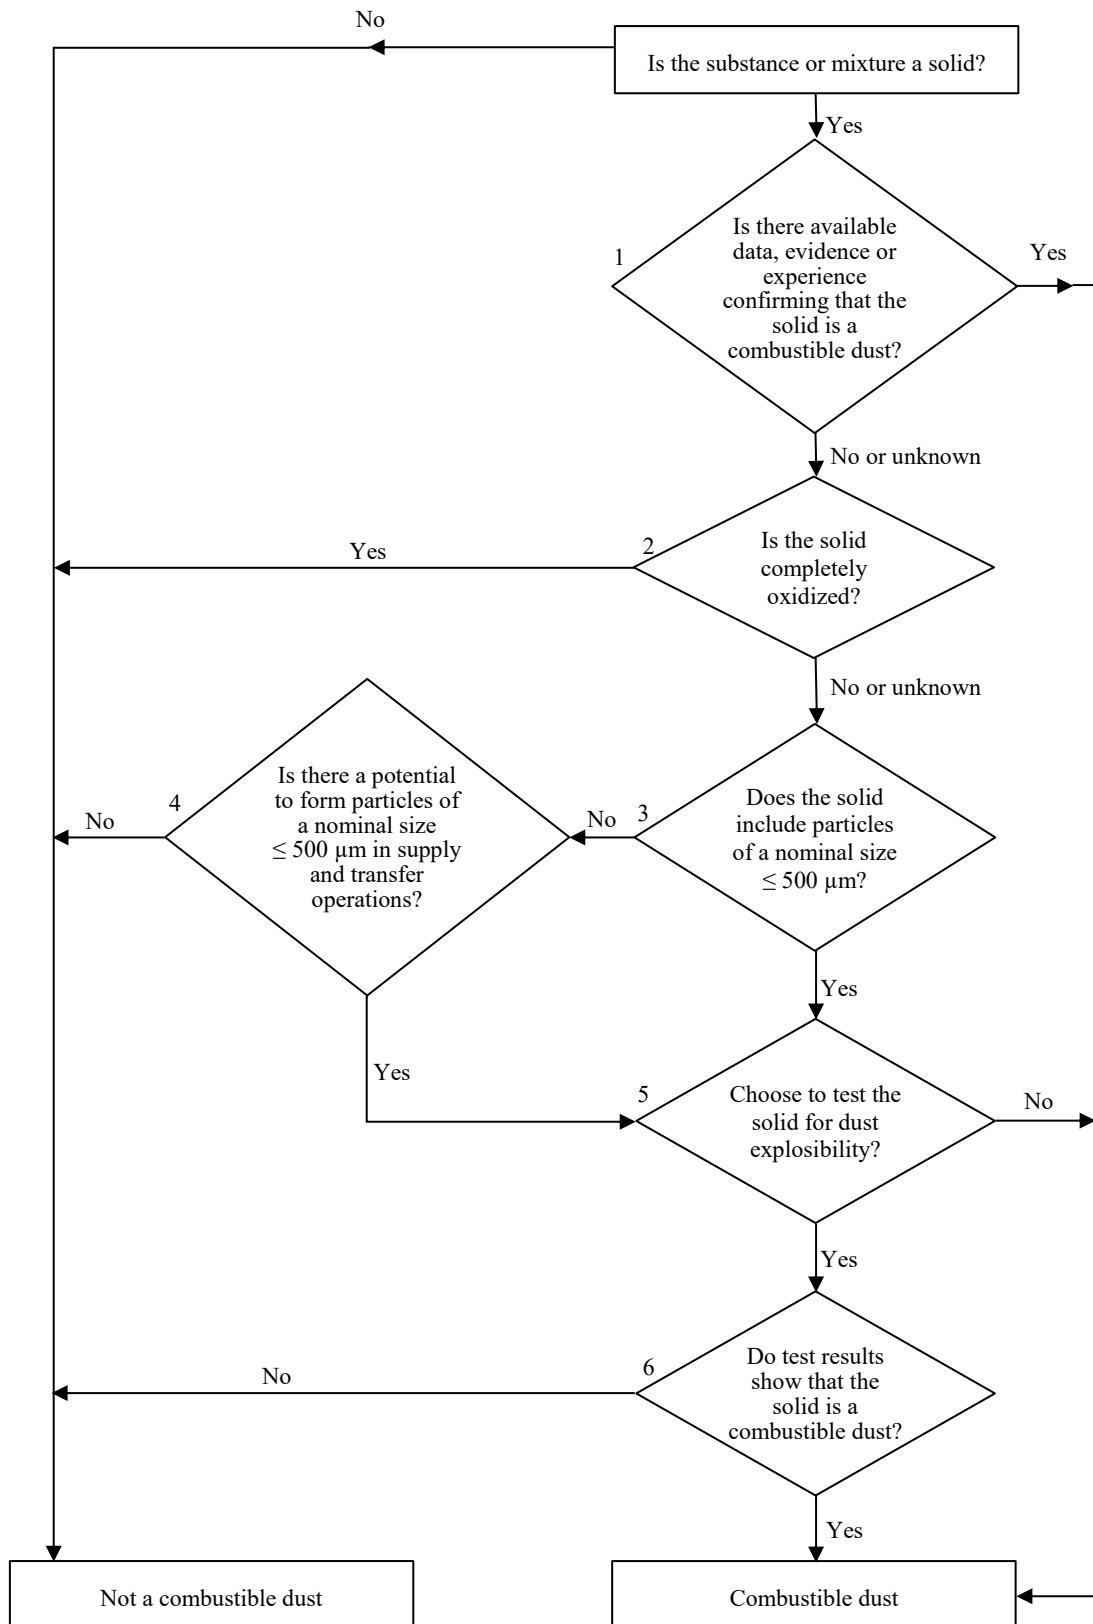 No
Is the substance or mixture a solid?
Yes
1
Is there available
data, evidence or
experience
confirming that the
solid is a
combustible dust?
Yes
No or unknown
2
Is the solid
completely
oxidized?
Yes
No or unknown
3
Does the solid
include particles
of a nominal size
≤ 500 µm?
No
4
Is there a potential
to form particles of
a nominal size
≤ 500 µm in supply
and transfer
operations?
No
Yes
Yes
5
Choose to test the
solid for dust
explosibility?
No
Yes
6
Do test results
show that the
solid is a
combustible dust?
No
Yes
Not a combustible dust
Combustible dust